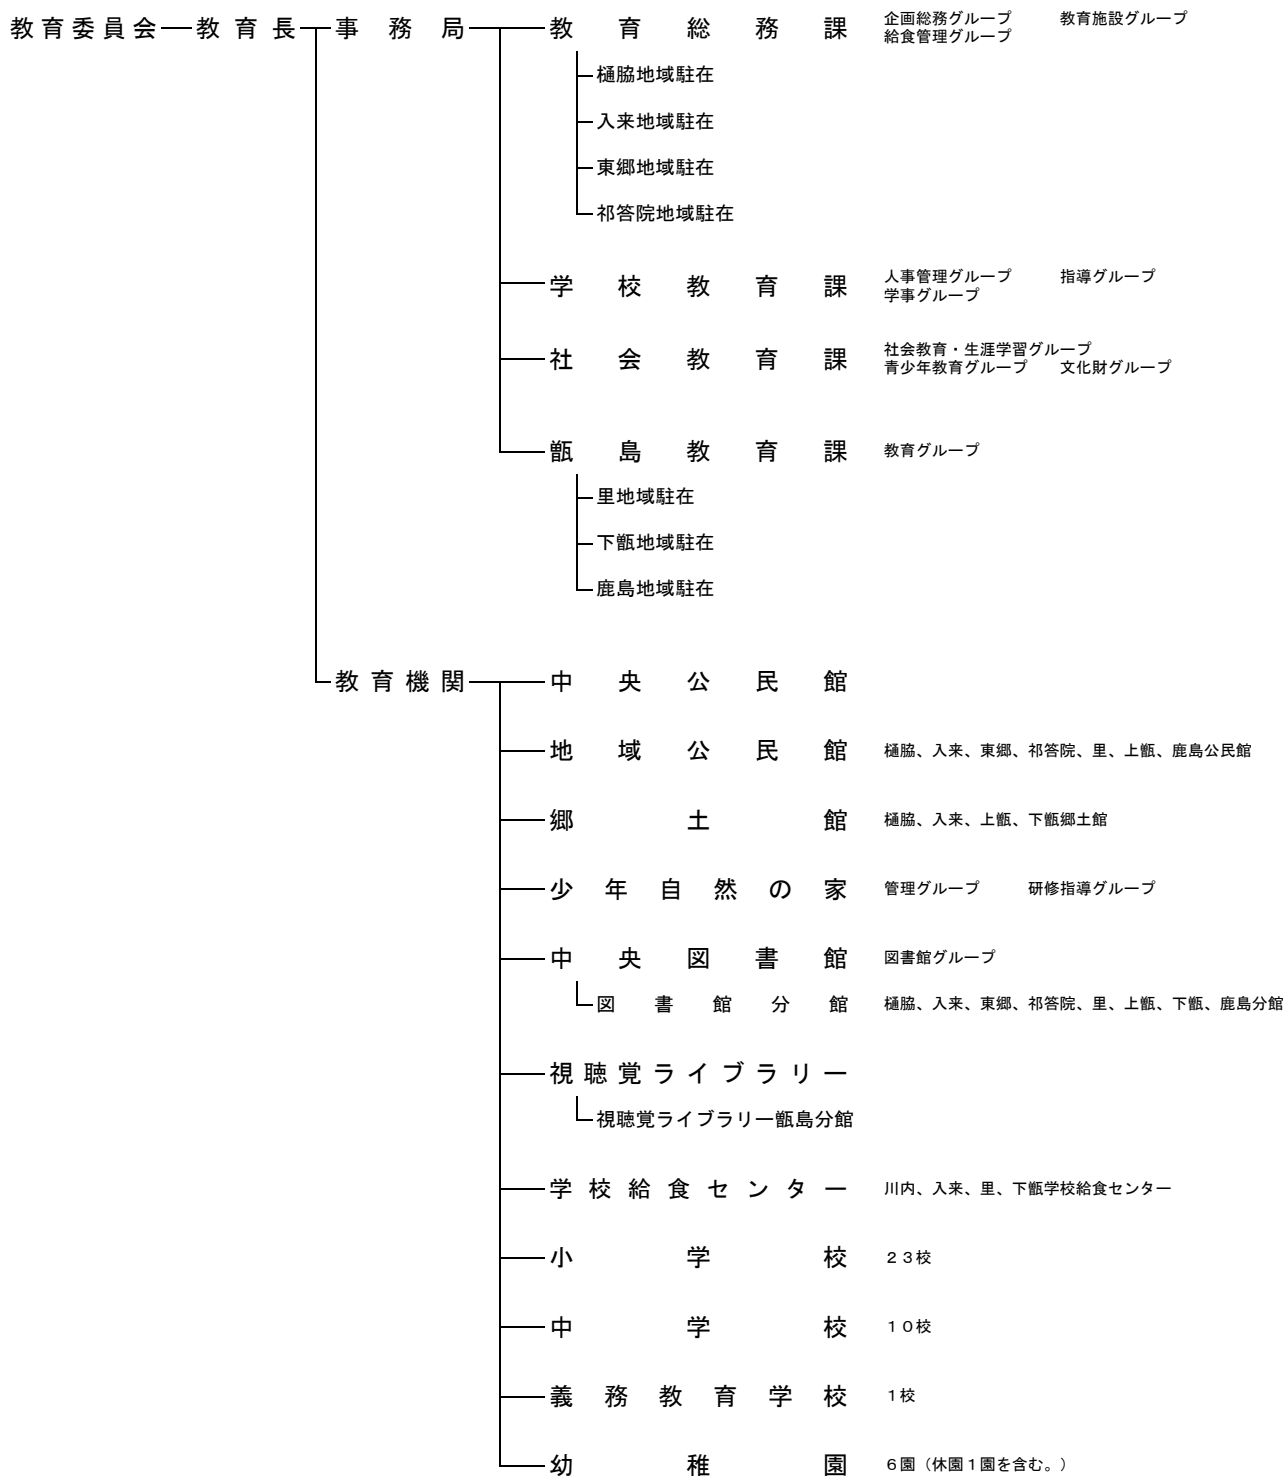 教育委員会 教育長 事務局 教育総務課 企画総務グループ 教育施設グループ
給食管理グループ
樋脇地域駐在
入来地域駐在
東郷地域駐在
祁答院地域駐在
学校教育課 人事管理グループ 指導グループ
学事グループ
社会教育課 社会教育・生涯学習グループ
青少年教育グループ 文化財グループ
甑島教育課 教育グループ
里地域駐在
下甑地域駐在
鹿島地域駐在
教育機関 中央公民館
地域公民館 樋脇、入来、東郷、祁答院、里、上甑、鹿島公民館
郷土館 樋脇、入来、上甑、下甑郷土館
少年自然の家 管理グループ 研修指導グループ
中央図書館 図書館グループ
図書館分館 樋脇、入来、東郷、祁答院、里、上甑、下甑、鹿島分館
視聴覚ライブラリー
視聴覚ライブラリー甑島分館
学校給食センター 川内、入来、里、下甑学校給食センター
小学校 23校
中学校 10校
義務教育学校 1校
幼稚園 6園（休園1園を含む。）